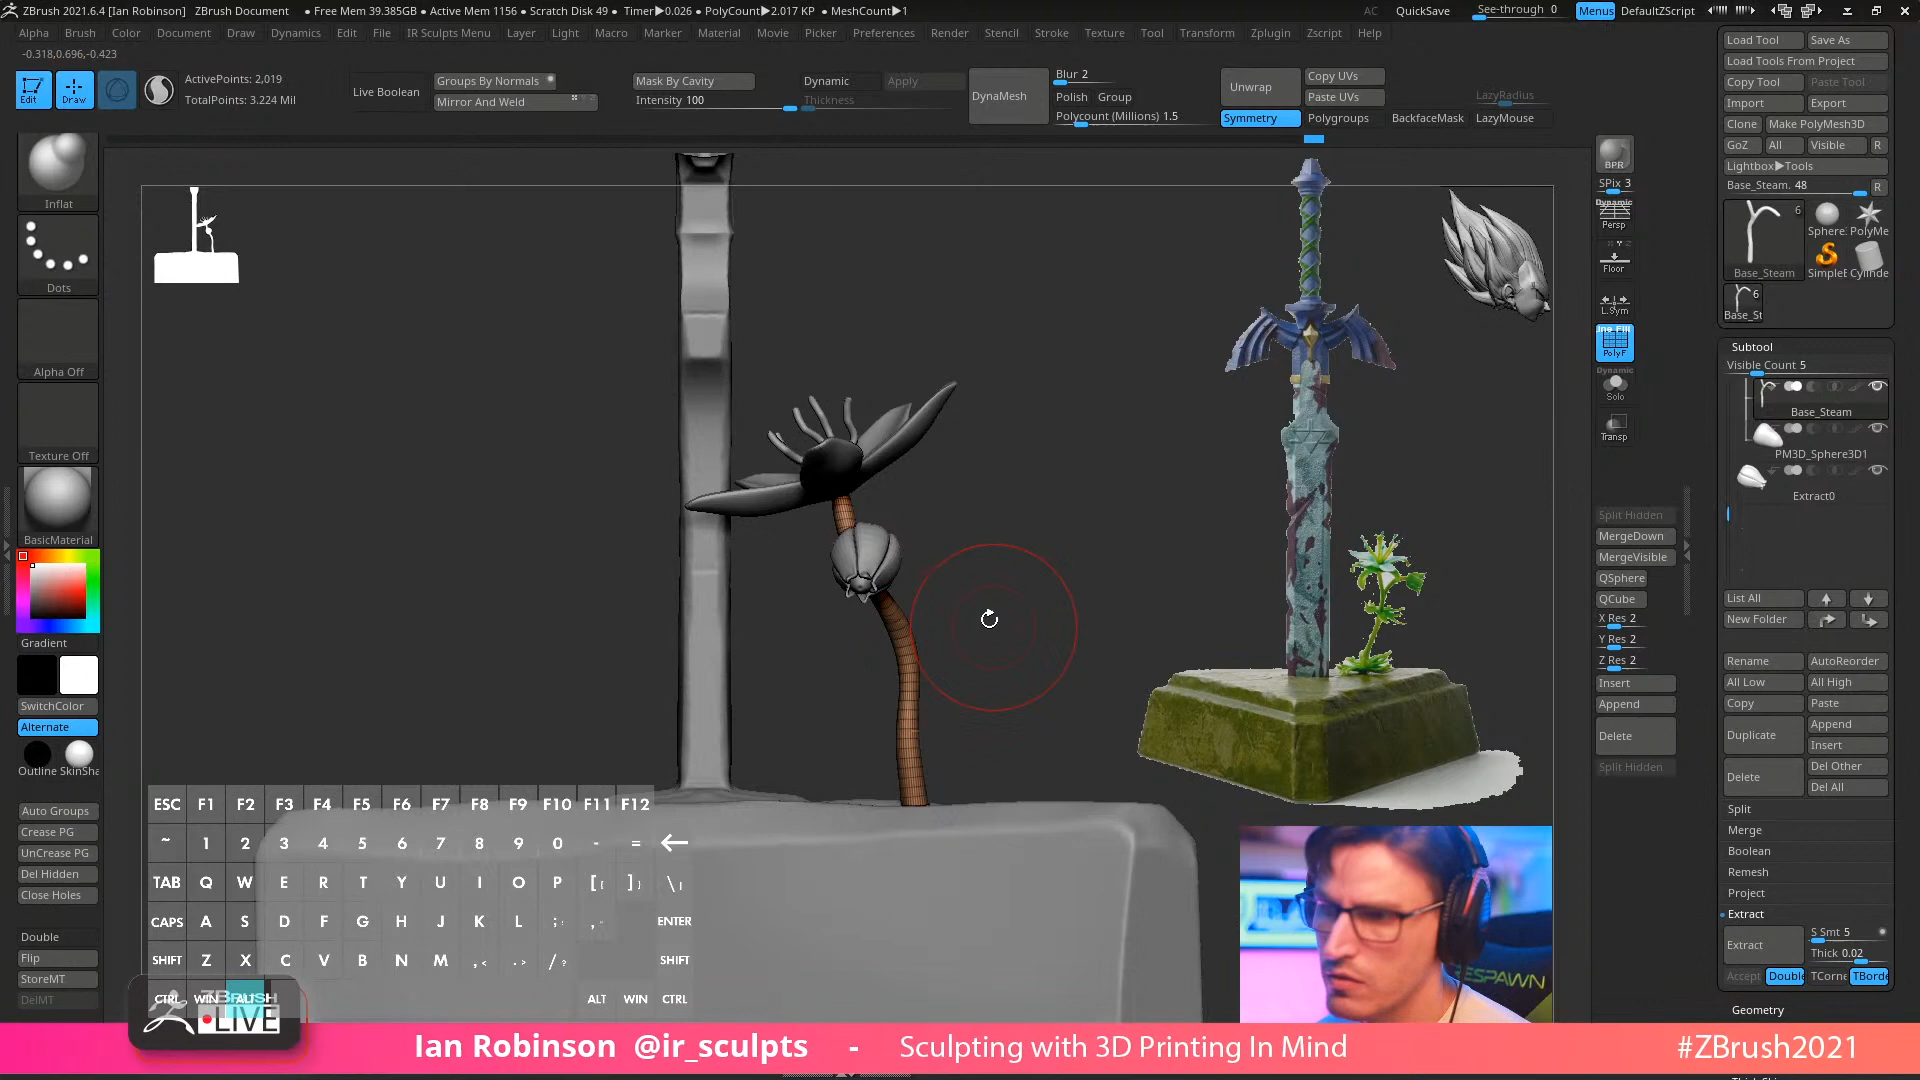 ZBrush 2021.6.4 [Ian Robinson] ZBrush Document • Free Mem 39.385GB • Active Mem 1156 • Scratch Disk 49 • Timer▶0.026 • PolyCount▶2.017 KP • MeshCount▶1 AC QuickSave See-through 0 Menus DefaultZScript
Alpha Brush Color Document Draw Dynamics Edit File IR Sculpts Menu Layer Light Macro Marker Material Movie Picker Preferences Render Stencil Stroke Texture Tool Transform Zplugin Zscript Help
-0.318,0.696,-0.423
Edit Draw
ActivePoints: 2,019
TotalPoints: 3.224 Mil
Live Boolean
Groups By Normals
Mirror And Weld
Mask By Cavity
Intensity 100
Dynamic Apply
Thickness
DynaMesh
Blur 2
Polish Group
Polycount (Millions) 1.5
Unwrap
Copy UVs
Paste UVs
Symmetry Polygroups BackfaceMask
LazyRadius
LazyMouse
Inflat
Dots
Alpha Off
Texture Off
BasicMaterial
Gradient
SwitchColor
Alternate
Outline SkinSha
Auto Groups
Crease PG
UnCrease PG
Del Hidden
Close Holes
Double
Flip
StoreMT
DelMT
BPR
SPix 3
Dynamic
Persp
Floor
L.Sym
Line Fill
PolyF
Dynamic
Solo
Transp
Split Hidden
MergeDown
MergeVisible
QSphere
QCube
X Res 2
Y Res 2
Z Res 2
Insert
Append
Delete
Split Hidden
Load Tool Save As
Load Tools From Project
Copy Tool Paste Tool
Import Export
Clone Make PolyMesh3D
GoZ All Visible R
Lightbox▶Tools
Base_Steam. 48 R
6
Sphere. PolyMe
Base_Steam SimpleE Cylinde
6
Base_St
Subtool
Visible Count 5
Base_Steam
PM3D_Sphere3D1
Extract0
List All
New Folder
Rename AutoReorder
All Low All High
Copy Paste
Duplicate Append
Insert
Delete Del Other
Del All
Split
Merge
Boolean
Remesh
Project
Extract
Extract S Smt 5
Thick 0.02
Accept Double TCorne TBorde
Geometry
ESC F1 F2 F3 F4 F5 F6 F7 F8 F9 F10 F11 F12
~ 1 2 3 4 5 6 7 8 9 0 - = ←
TAB Q W E R T Y U I O P [{ ]} \|
CAPS A S D F G H J K L ;: ," ENTER
SHIFT Z X C V B N M ,< .> /? SHIFT
CTRL WIN ALT ALT WIN CTRL
ZBRUSH
LIVE
RESPAWN
Ian Robinson @ir_sculpts - Sculpting with 3D Printing In Mind #ZBrush2021